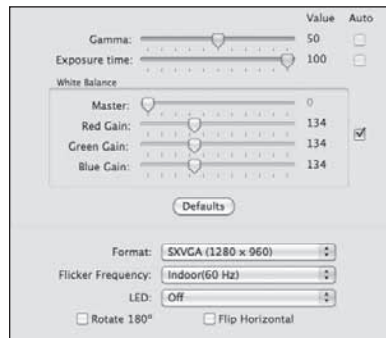 Value Auto
Gamma: 50
Exposure time: 100
White Balance
Master: 0
Red Gain: 134
Green Gain: 134
Blue Gain: 134
Defaults
Format: SXVGA (1280 x 960)
Flicker Frequency: Indoor(60 Hz)
LED: Off
Rotate 180° Flip Horizontal